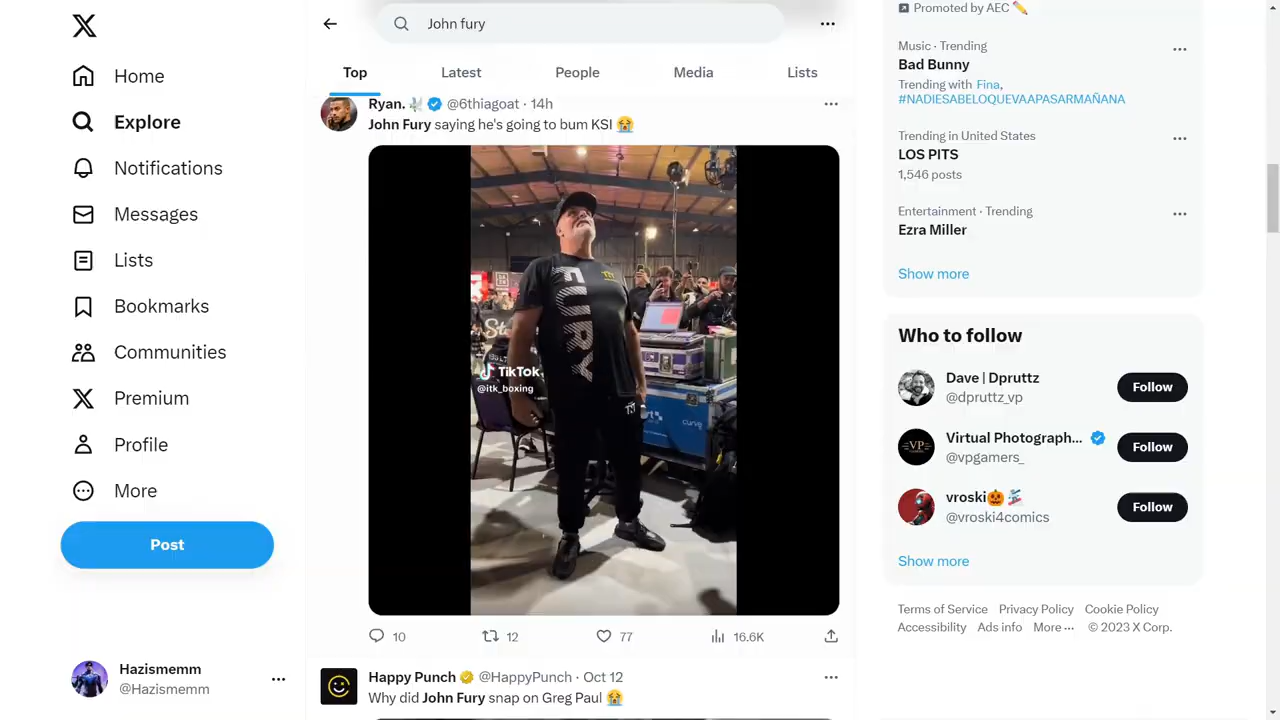 John fury
Home
Explore
Notifications
Messages
Lists
Bookmarks
Communities
Premium
Profile
More
Post
Hazismemm
@Hazismemm
Top
Latest
People
Media
Lists
Ryan. @6thiagoat · 14h
John Fury saying he's going to bum KSI 😭
FURY
TikTok
@itk_boxing
10
12
77
16.6K
Happy Punch @HappyPunch · Oct 12
Why did John Fury snap on Greg Paul 😭
Promoted by AEC ✏️
Music · Trending
Bad Bunny
Trending with Fina,
#NADIESABELOQUEVAAPASARMAÑANA
Trending in United States
LOS PITS
1,546 posts
Entertainment · Trending
Ezra Miller
Show more
Who to follow
Dave | Dpruttz
@dpruttz_vp
Follow
Virtual Photograph...
@vpgamers_
Follow
vroski🎃
@vroski4comics
Follow
Show more
Terms of Service Privacy Policy Cookie Policy
Accessibility Ads info More ··· © 2023 X Corp.